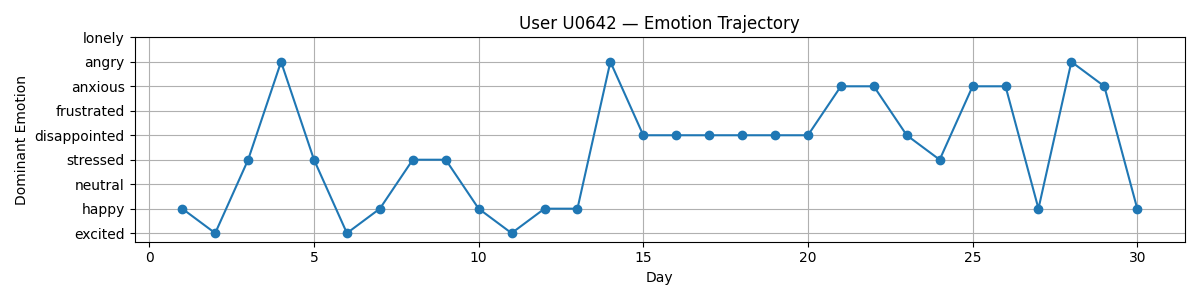 User U0642 — Emotion Trajectory
Dominant Emotion
lonely
angry
anxious
frustrated
disappointed
stressed
neutral
happy
excited
0 5 10 15 20 25 30
Day